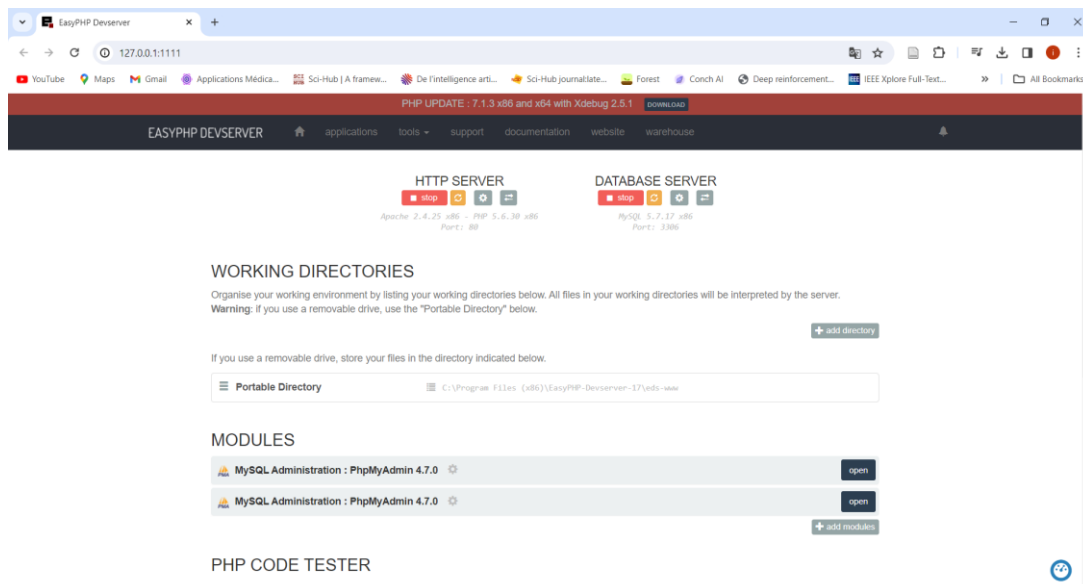 EasyPHP Devserver
127.0.0.1:1111
YouTube Maps Gmail Applications Médica... Sci-Hub | A framew... De l'intelligence arti... Sci-Hub journal:late... Forest Conch AI Deep reinforcement... IEEE Xplore Full-Text... » All Bookmarks
PHP UPDATE : 7.1.3 x86 and x64 with Xdebug 2.5.1 DOWNLOAD
EASYPHP DEVSERVER applications tools support documentation website warehouse
HTTP SERVER DATABASE SERVER
stop stop
Apache 2.4.25 x86 - PHP 5.6.30 x86 MySQL 5.7.17 x86
Port: 80 Port: 3306
WORKING DIRECTORIES
Organise your working environment by listing your working directories below. All files in your working directories will be interpreted by the server.
Warning: if you use a removable drive, use the "Portable Directory" below.
add directory
If you use a removable drive, store your files in the directory indicated below.
Portable Directory C:\Program Files (x86)\EasyPHP-Devserver-17\eds-www
MODULES
MySQL Administration : PhpMyAdmin 4.7.0 open
MySQL Administration : PhpMyAdmin 4.7.0 open
add modules
PHP CODE TESTER